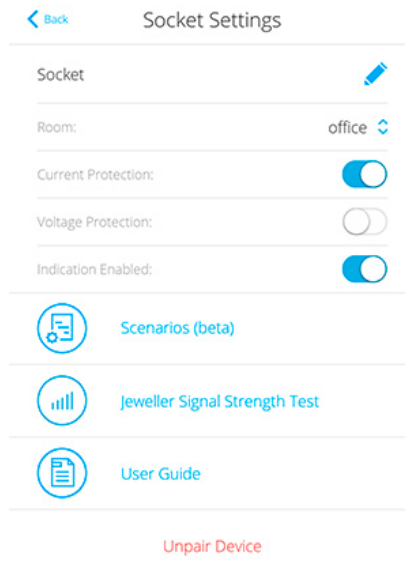 Back
Socket Settings
Socket
Room:
office
Current Protection:
Voltage Protection:
Indication Enabled:
Scenarios (beta)
Jeweller Signal Strength Test
User Guide
Unpair Device